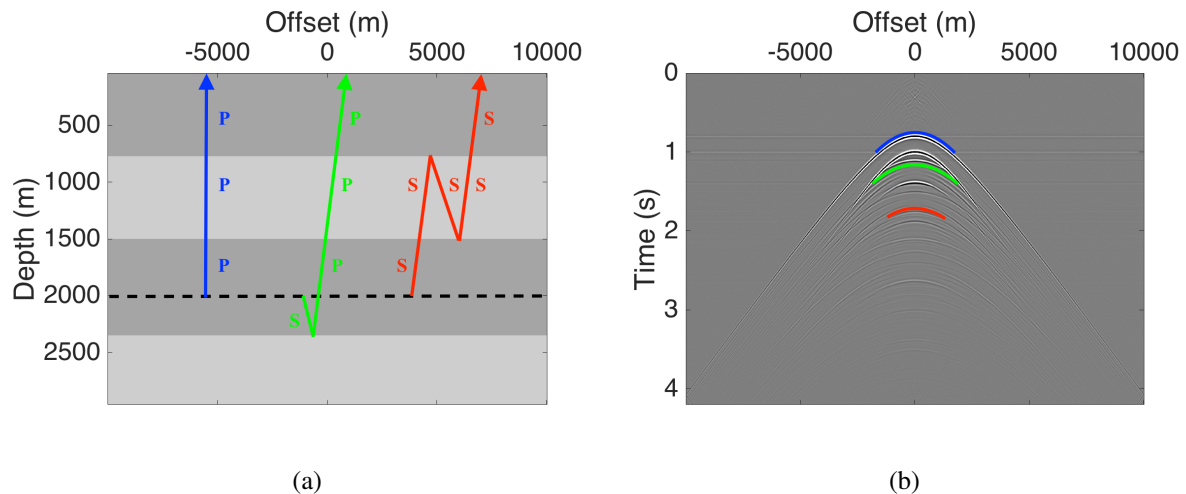 Offset (m)
-5000 0 5000 10000
Depth (m)
500
1000
1500
2000
2500
P
P
P
P
P
P
S
S
S
S
S
S
(a)
Offset (m)
-5000 0 5000 10000
Time (s)
0
1
2
3
4
(b)